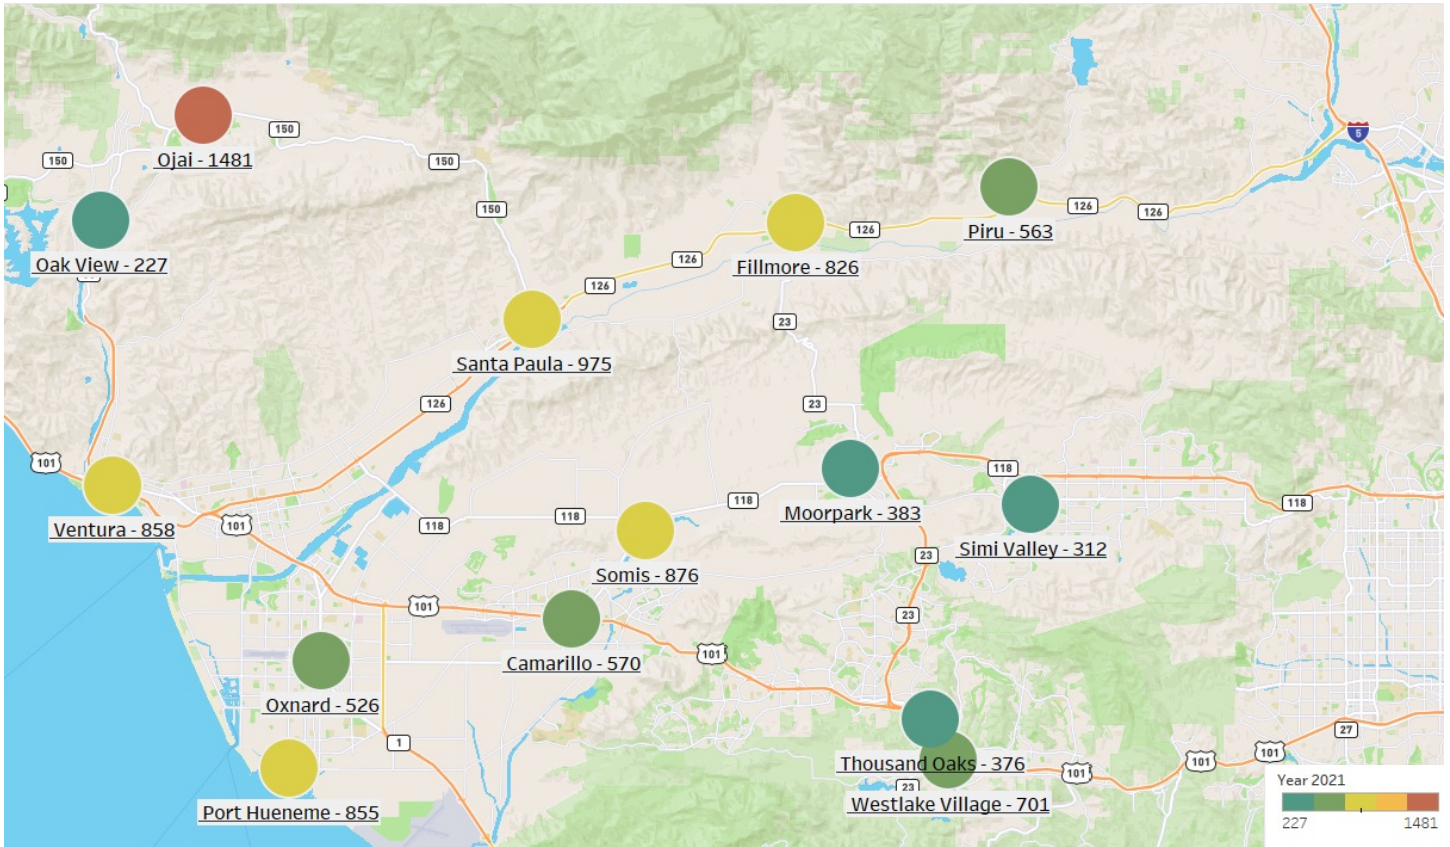 150
Ojai - 1481
150
150
5
Oak View - 227
150
126
126
Piru - 563
126
Fillmore - 826
126
126
23
Santa Paula - 975
126
23
101
118
118
118
Moorpark - 383
118
118
Ventura - 858
101
Simi Valley - 312
23
Somis - 876
101
23
Camarillo - 570
101
Oxnard - 526
1
27
101
Thousand Oaks - 376
101
101
23
Westlake Village - 701
Port Hueneme - 855
Year 2021
227
1481